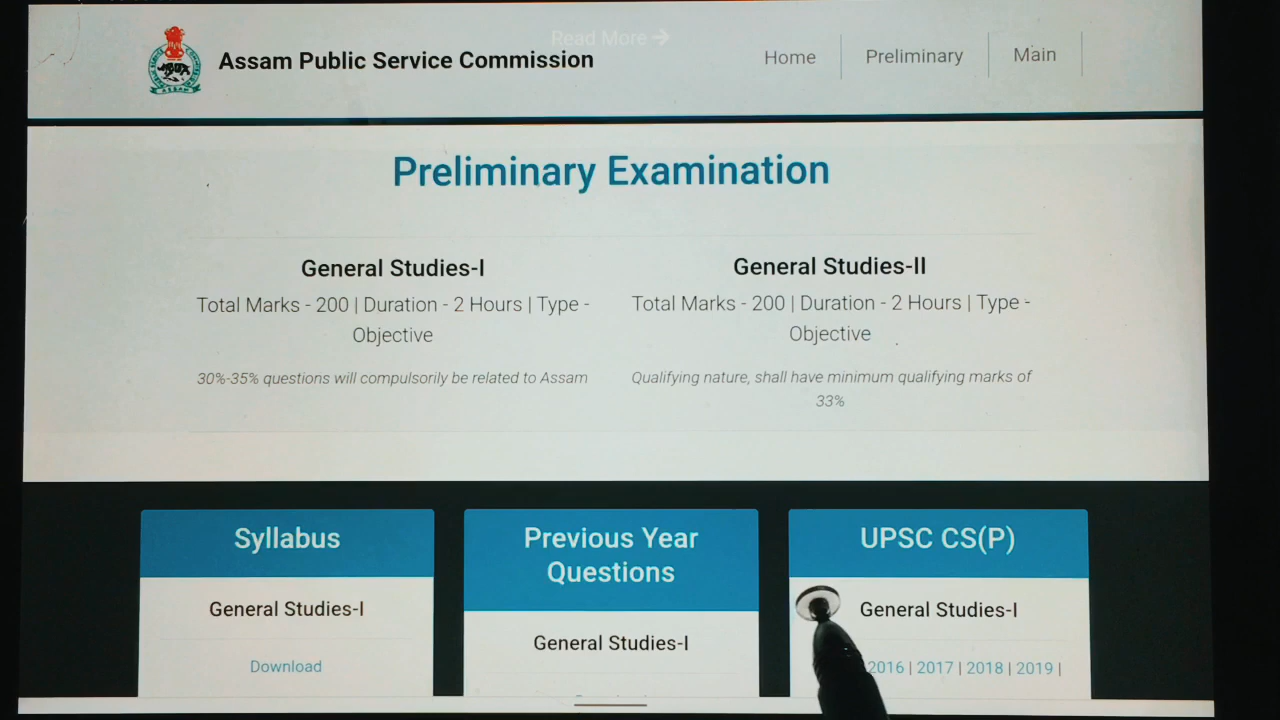 Read More →
Assam Public Service Commission
Home
Preliminary
Main
Preliminary Examination
General Studies-I
Total Marks - 200 | Duration - 2 Hours | Type -
Objective
30%-35% questions will compulsorily be related to Assam
General Studies-II
Total Marks - 200 | Duration - 2 Hours | Type -
Objective
Qualifying nature, shall have minimum qualifying marks of
33%
Syllabus
General Studies-I
Download
Previous Year
Questions
General Studies-I
UPSC CS(P)
General Studies-I
2016 | 2017 | 2018 | 2019 |